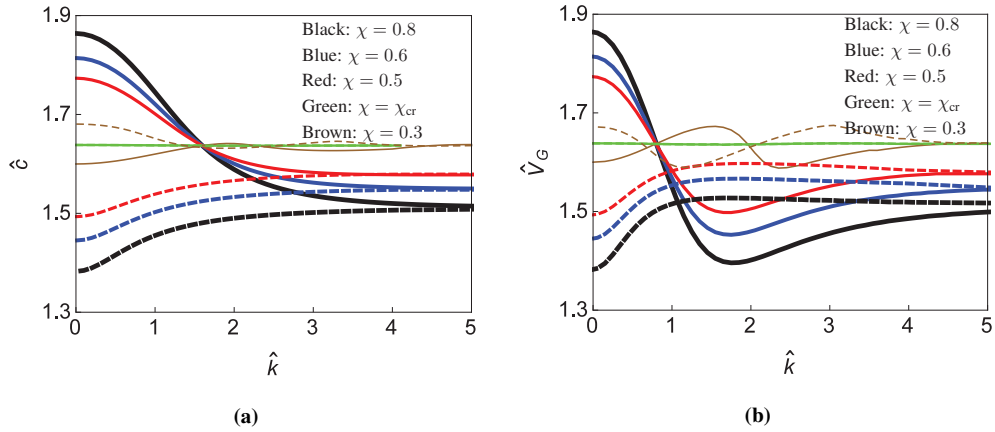 1.9
1.7
1.5
1.3
ĉ
0
1
2
3
4
5
k̂
Black: χ = 0.8
Blue: χ = 0.6
Red: χ = 0.5
Green: χ = χcr
Brown: χ = 0.3
(a)
1.9
1.7
1.5
1.3
V̂G
0
1
2
3
4
5
k̂
Black: χ = 0.8
Blue: χ = 0.6
Red: χ = 0.5
Green: χ = χcr
Brown: χ = 0.3
(b)